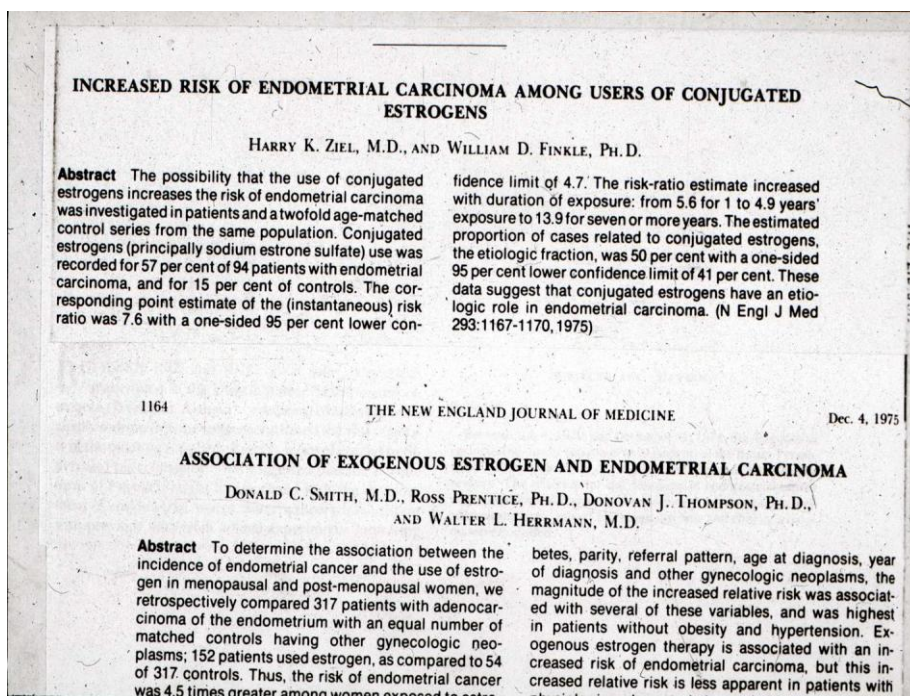 INCREASED RISK OF ENDOMETRIAL CARCINOMA AMONG USERS OF CONJUGATED
ESTROGENS
HARRY K. ZIEL, M.D., AND WILLIAM D. FINKLE, PH.D.
Abstract The possibility that the use of conjugated
estrogens increases the risk of endometrial carcinoma
was investigated in patients and a twofold age-matched
control series from the same population. Conjugated
estrogens (principally sodium estrone sulfate) use was
recorded for 57 per cent of 94 patients with endometrial
carcinoma, and for 15 per cent of controls. The cor-
responding point estimate of the (instantaneous) risk
ratio was 7.6 with a one-sided 95 per cent lower con-
fidence limit of 4.7. The risk-ratio estimate increased
with duration of exposure: from 5.6 for 1 to 4.9 years'
exposure to 13.9 for seven or more years. The estimated
proportion of cases related to conjugated estrogens,
the etiologic fraction, was 50 per cent with a one-sided
95 per cent lower confidence limit of 41 per cent. These
data suggest that conjugated estrogens have an etio-
logic role in endometrial carcinoma. (N Engl J Med
293:1167-1170, 1975)
1164 THE NEW ENGLAND JOURNAL OF MEDICINE Dec. 4, 1975
ASSOCIATION OF EXOGENOUS ESTROGEN AND ENDOMETRIAL CARCINOMA
DONALD C. SMITH, M.D., ROSS PRENTICE, PH.D., DONOVAN J. THOMPSON, PH.D.,
AND WALTER L. HERRMANN, M.D.
Abstract To determine the association between the
incidence of endometrial cancer and the use of estro-
gen in menopausal and post-menopausal women, we
retrospectively compared 317 patients with adenocar-
cinoma of the endometrium with an equal number of
matched controls having other gynecologic neo-
plasms; 152 patients used estrogen, as compared to 54
of 317 controls. Thus, the risk of endometrial cancer
was 4.5 times greater among women exposed to estro-
betes, parity, referral pattern, age at diagnosis, year
of diagnosis and other gynecologic neoplasms, the
magnitude of the increased relative risk was associat-
ed with several of these variables, and was highest
in patients without obesity and hypertension. Ex-
ogenous estrogen therapy is associated with an in-
creased risk of endometrial carcinoma, but this in-
creased relative risk is less apparent in patients with